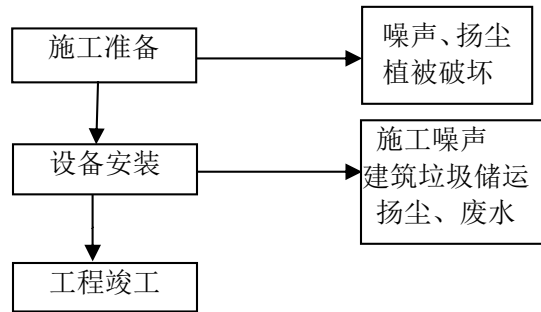 施工准备
噪声、扬尘
植被破坏
设备安装
施工噪声
建筑垃圾储运
扬尘、废水
工程竣工